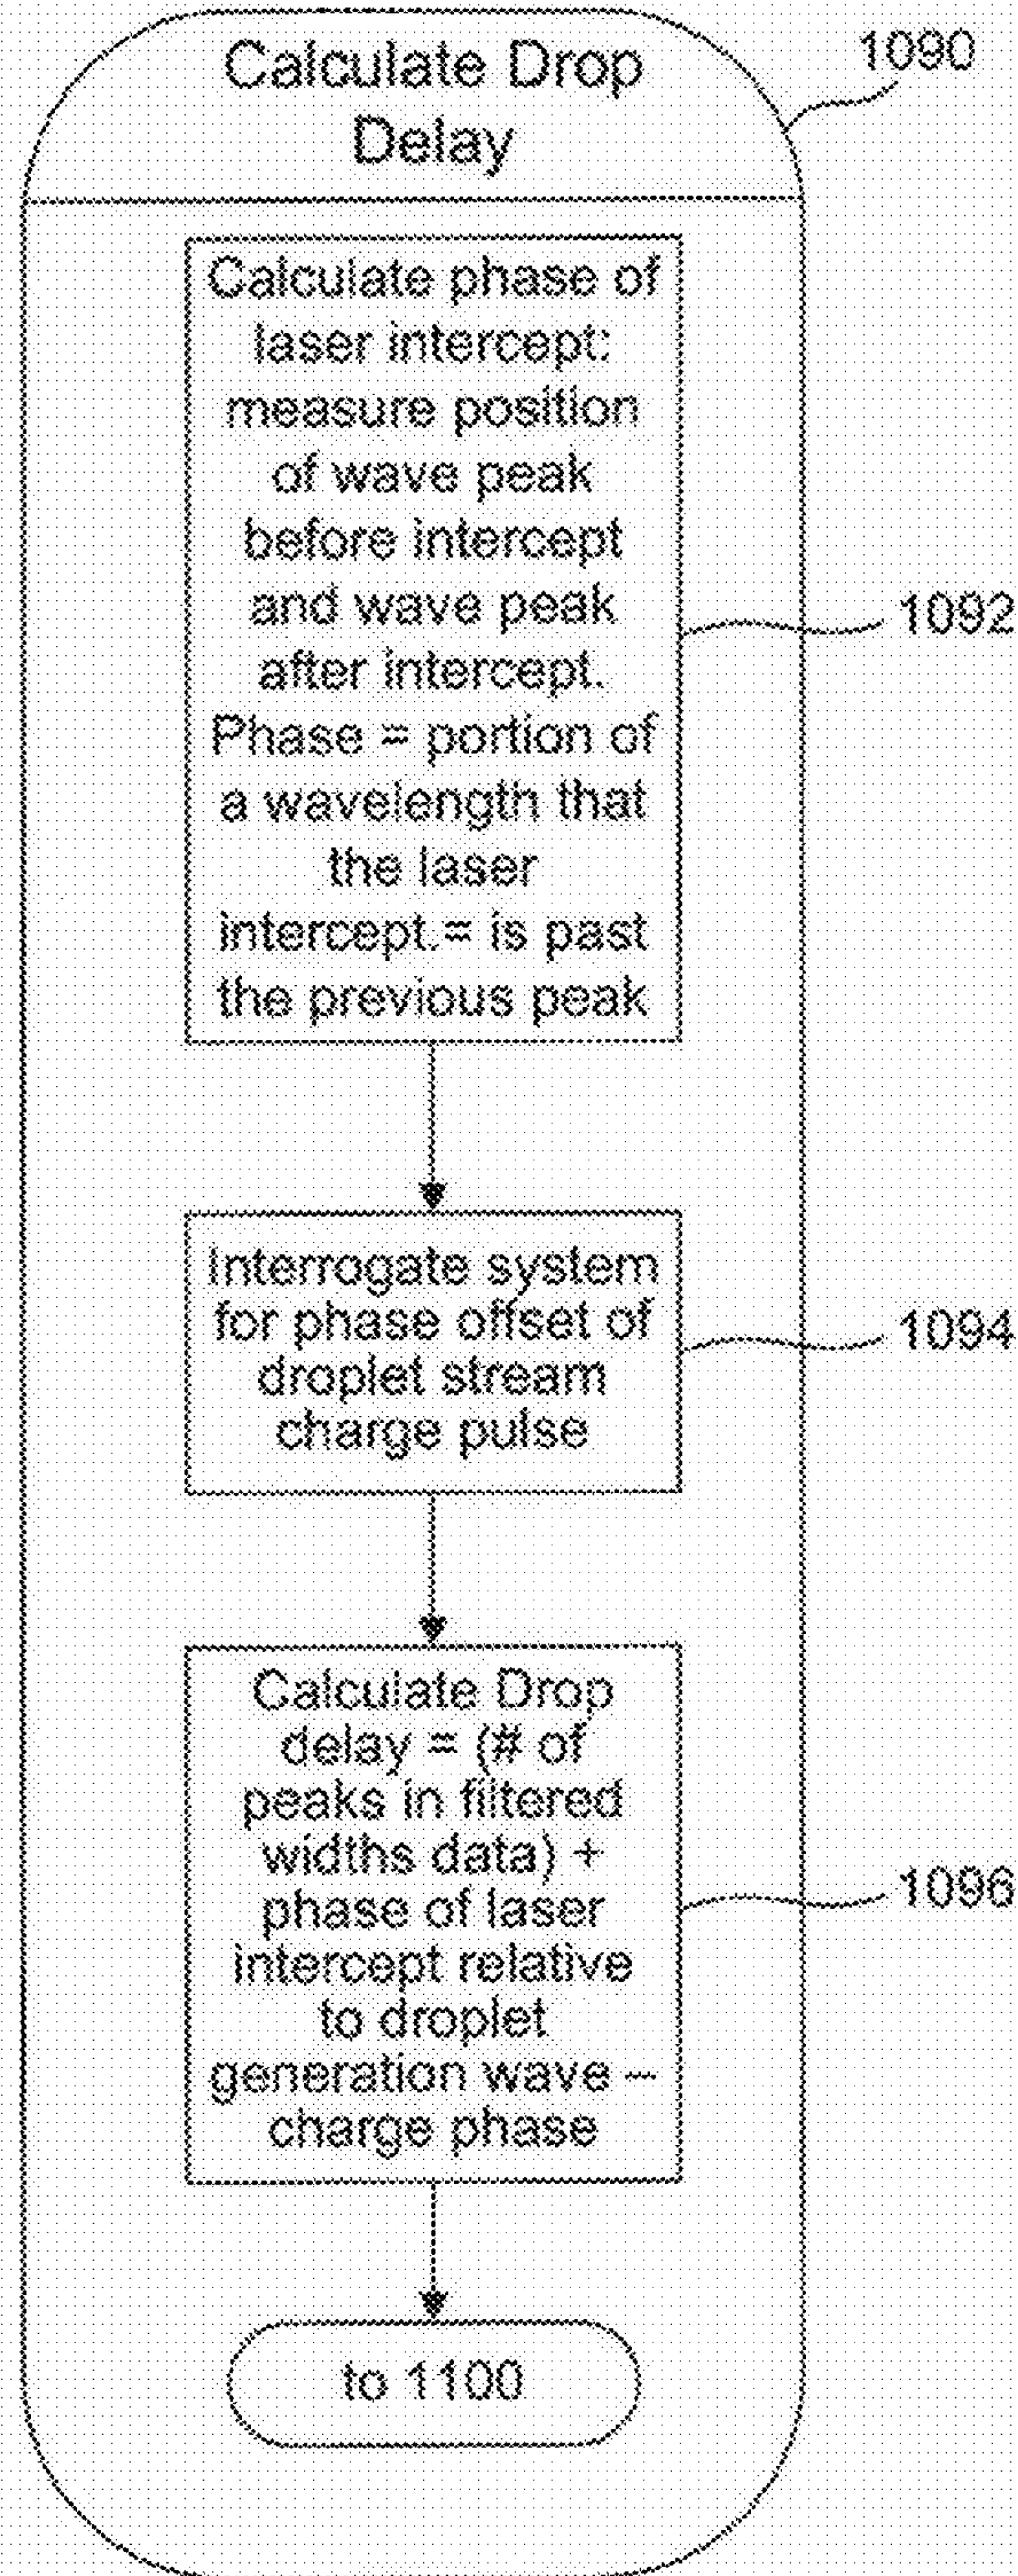 Calculate Drop
Delay
1090
Calculate phase of
laser intercept:
measure position
of wave peak
before intercept
and wave peak
after intercept.
Phase = portion of
a wavelength that
the laser
intercept.= is past
the previous peak
1092
Interrogate system
for phase offset of
droplet stream
charge pulse
1094
Calculate Drop
delay = (# of
peaks in filtered
widths data) +
phase of laser
intercept relative
to droplet
generation wave –
charge phase
1096
to 1100